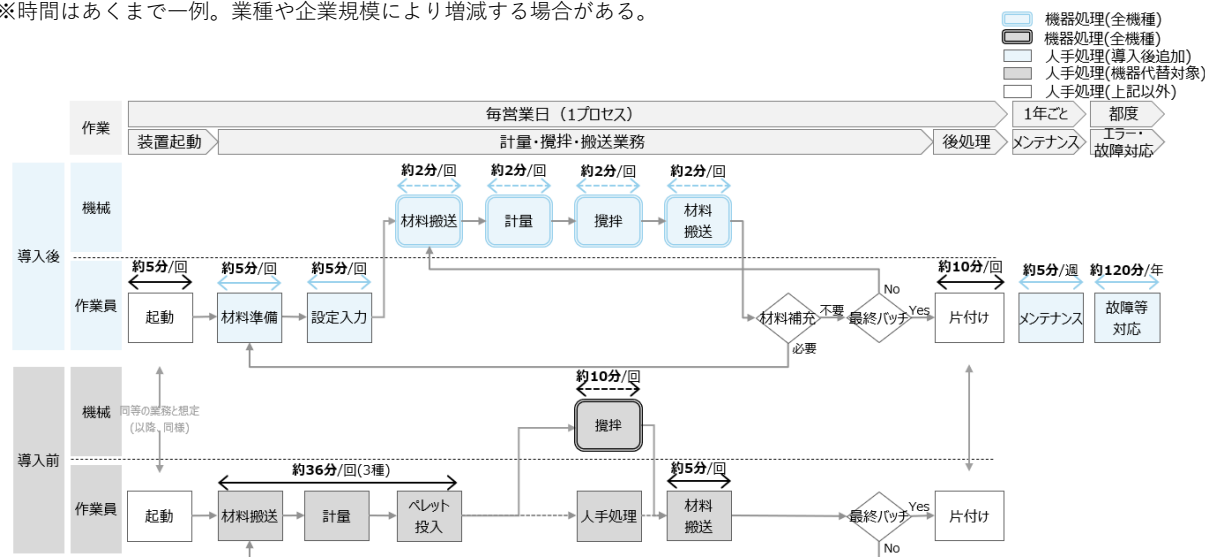 ※時間はあくまで一例。業種や企業規模により増減する場合がある。
機器処理(全機種)
機器処理(全機種)
人手処理(導入後追加)
人手処理(機器代替対象)
人手処理(上記以外)
作業
毎営業日（1プロセス）
1年ごと
都度
装置起動
計量・攪拌・搬送業務
後処理
メンテナンス
エラー・
故障対応
導入後
機械
約2分/回
約2分/回
約2分/回
約2分/回
材料搬送
計量
攪拌
材料
搬送
作業員
約5分/回
約5分/回
約5分/回
約10分/回
約5分/週
約120分/年
起動
材料準備
設定入力
材料補充
不要
必要
最終バッチ
No
Yes
片付け
メンテナンス
故障等
対応
導入前
機械
同等の業務と想定
(以降、同様)
約10分/回
攪拌
作業員
約36分/回(3種)
約5分/回
起動
材料搬送
計量
ペレット
投入
人手処理
材料
搬送
最終バッチ
Yes
No
片付け